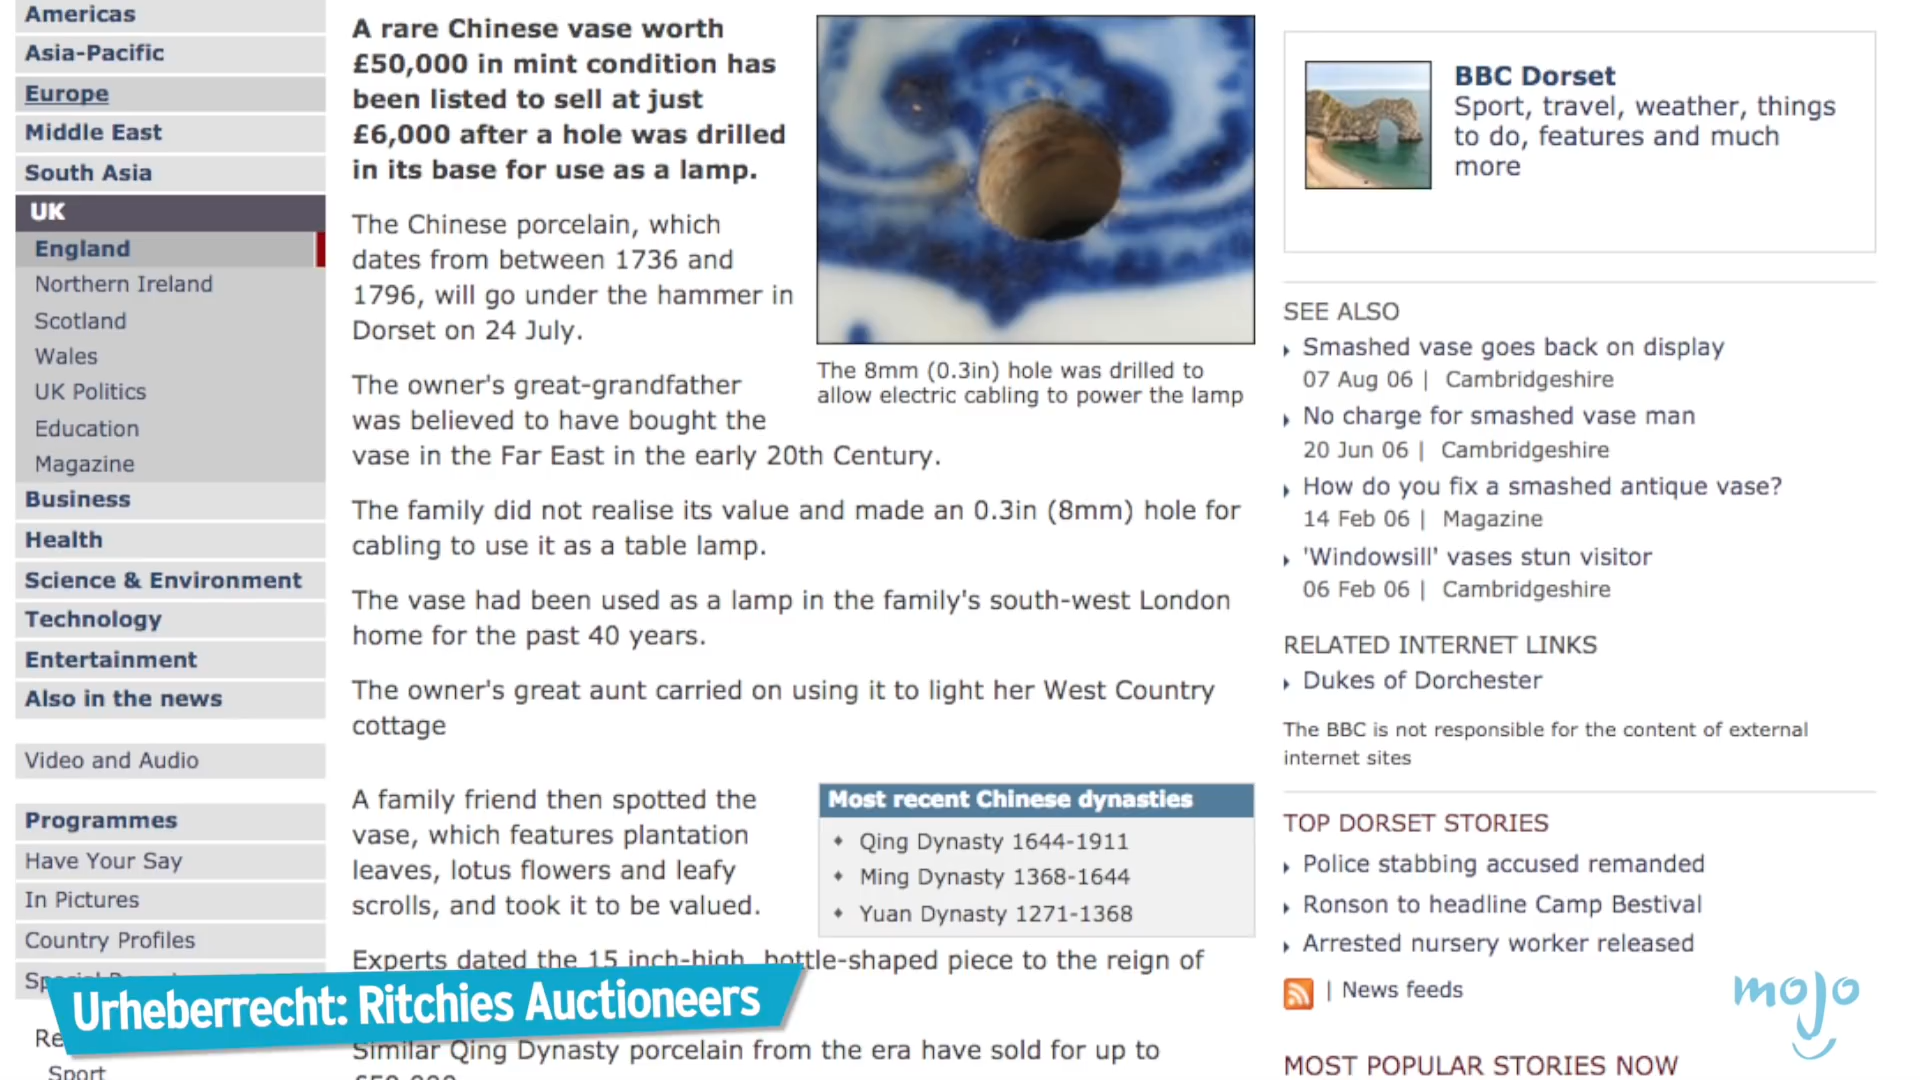 Americas
Asia-Pacific
Europe
Middle East
South Asia
UK
England
Northern Ireland
Scotland
Wales
UK Politics
Education
Magazine
Business
Health
Science & Environment
Technology
Entertainment
Also in the news
Video and Audio
Programmes
Have Your Say
In Pictures
Country Profiles
Re
Sport
A rare Chinese vase worth
£50,000 in mint condition has
been listed to sell at just
£6,000 after a hole was drilled
in its base for use as a lamp.
The Chinese porcelain, which
dates from between 1736 and
1796, will go under the hammer in
Dorset on 24 July.
The owner's great-grandfather
was believed to have bought the
vase in the Far East in the early 20th Century.
The family did not realise its value and made an 0.3in (8mm) hole for
cabling to use it as a table lamp.
The vase had been used as a lamp in the family's south-west London
home for the past 40 years.
The owner's great aunt carried on using it to light her West Country
cottage
A family friend then spotted the
vase, which features plantation
leaves, lotus flowers and leafy
scrolls, and took it to be valued.
Experts dated the 15 inch-high, bottle-shaped piece to the reign of
Similar Qing Dynasty porcelain from the era have sold for up to
The 8mm (0.3in) hole was drilled to
allow electric cabling to power the lamp
Most recent Chinese dynasties
Qing Dynasty 1644-1911
Ming Dynasty 1368-1644
Yuan Dynasty 1271-1368
BBC Dorset
Sport, travel, weather, things
to do, features and much
more
SEE ALSO
Smashed vase goes back on display
07 Aug 06 | Cambridgeshire
No charge for smashed vase man
20 Jun 06 | Cambridgeshire
How do you fix a smashed antique vase?
14 Feb 06 | Magazine
'Windowsill' vases stun visitor
06 Feb 06 | Cambridgeshire
RELATED INTERNET LINKS
Dukes of Dorchester
The BBC is not responsible for the content of external
internet sites
TOP DORSET STORIES
Police stabbing accused remanded
Ronson to headline Camp Bestival
Arrested nursery worker released
| News feeds
MOST POPULAR STORIES NOW
Urheberrecht: Ritchies Auctioneers
mojo